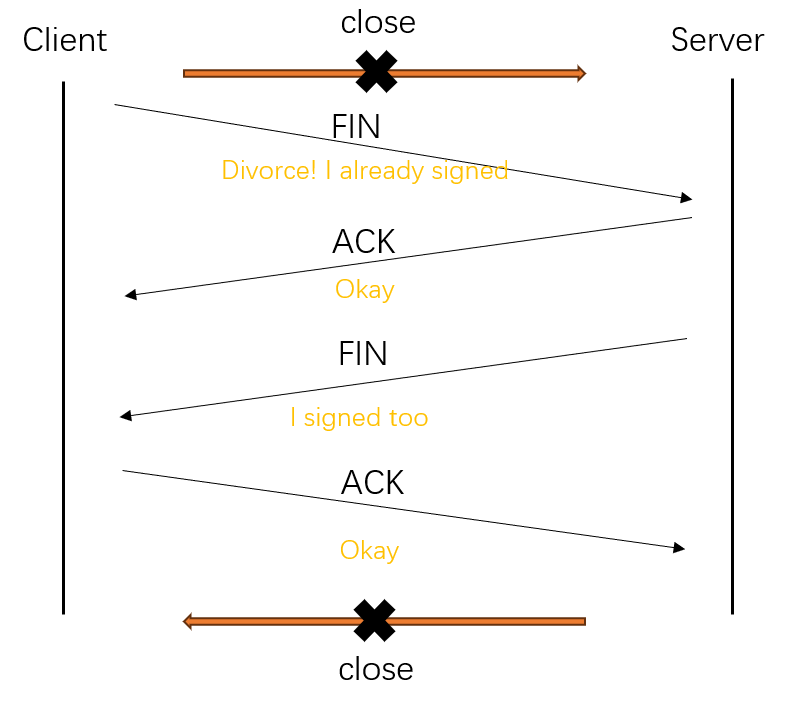 close
Client
Server
FIN
Divorce! I already signed
ACK
Okay
FIN
I signed too
ACK
Okay
close